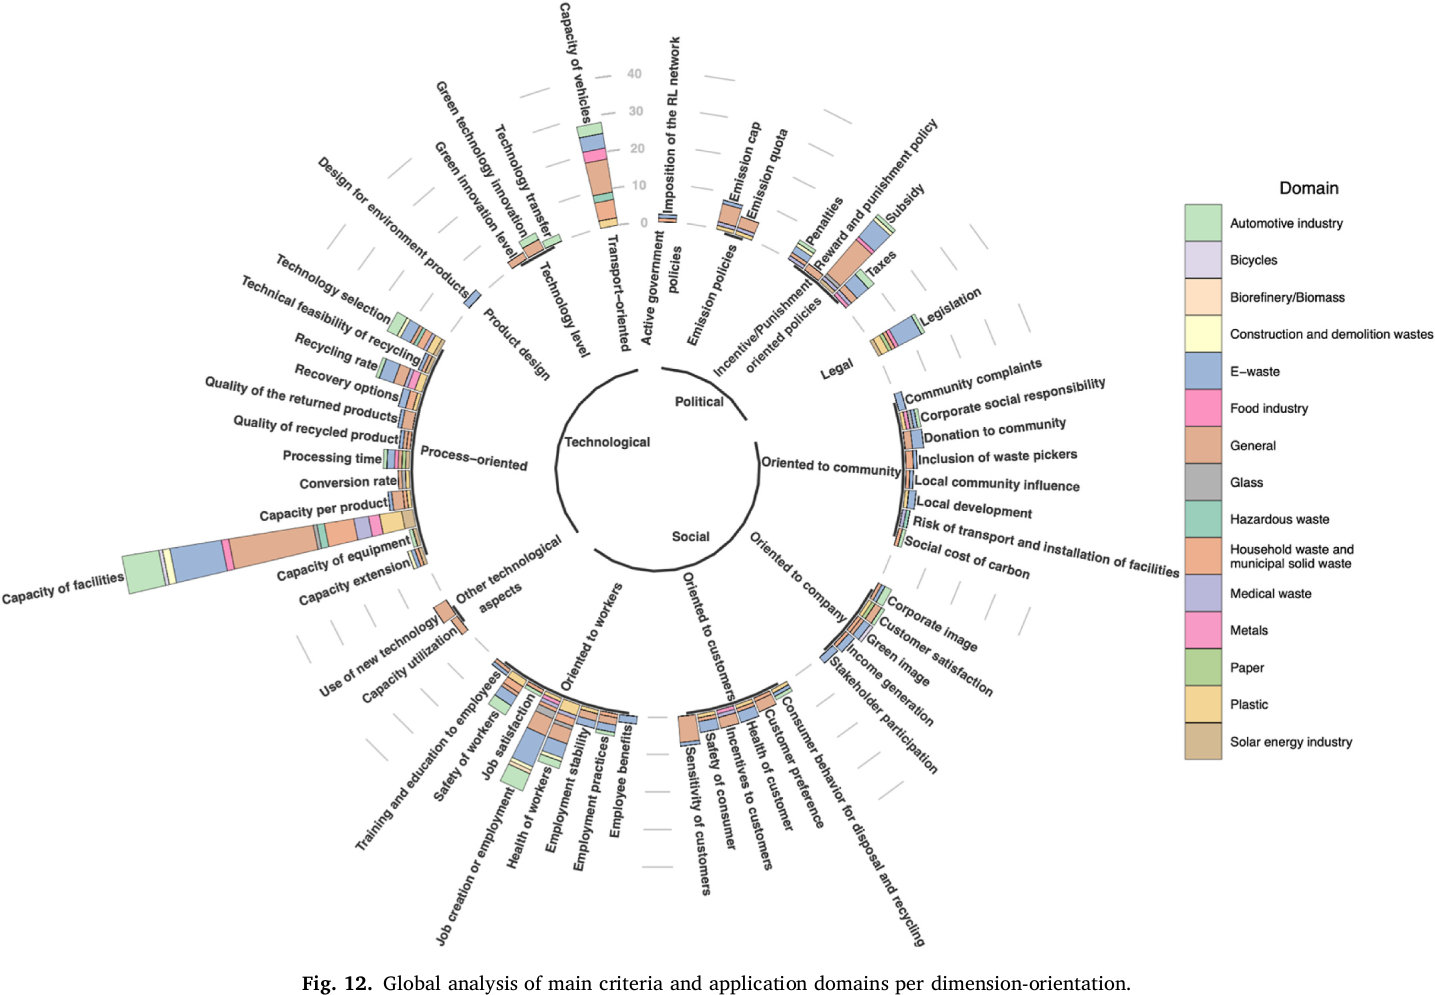 Capacity of vehicles
40
30
20
10
0
Imposition of the RL network
Emission cap
Emission quota
Penalties
Reward and punishment policy
Subsidy
Taxes
Legislation
Green technology innovation
Technology transfer
Green innovation level
Design for environment products
Technology selection
Technical feasibility of recycling
Recycling rate
Recovery options
Quality of the returned products
Quality of recycled product
Processing time
Conversion rate
Capacity per product
Capacity of facilities
Capacity of equipment
Capacity extension
Use of new technology
Capacity utilization
Training and education to employees
Safety of workers
Job satisfaction
Job creation or employment
Health of workers
Employment stability
Employment practices
Employee benefits
Sensitivity of customers
Safety of consumer
Incentives to customers
Health of customer
Customer preference
Consumer behavior for disposal and recycling
Stakeholder participation
Income generation
Green image
Customer satisfaction
Corporate image
Social cost of carbon
Risk of transport and installation of facilities
Local development
Local community influence
Inclusion of waste pickers
Donation to community
Corporate social responsibility
Community complaints
Transport−oriented
Active government
policies
Emission policies
Incentive/Punishment
oriented policies
Legal
Technology level
Product design
Process−oriented
Other technological
aspects
Oriented to workers
Oriented to customers
Oriented to company
Oriented to community
Political
Technological
Social
Domain
Automotive industry
Bicycles
Biorefinery/Biomass
Construction and demolition wastes
E−waste
Food industry
General
Glass
Hazardous waste
Household waste and
municipal solid waste
Medical waste
Metals
Paper
Plastic
Solar energy industry
Fig. 12. Global analysis of main criteria and application domains per dimension-orientation.